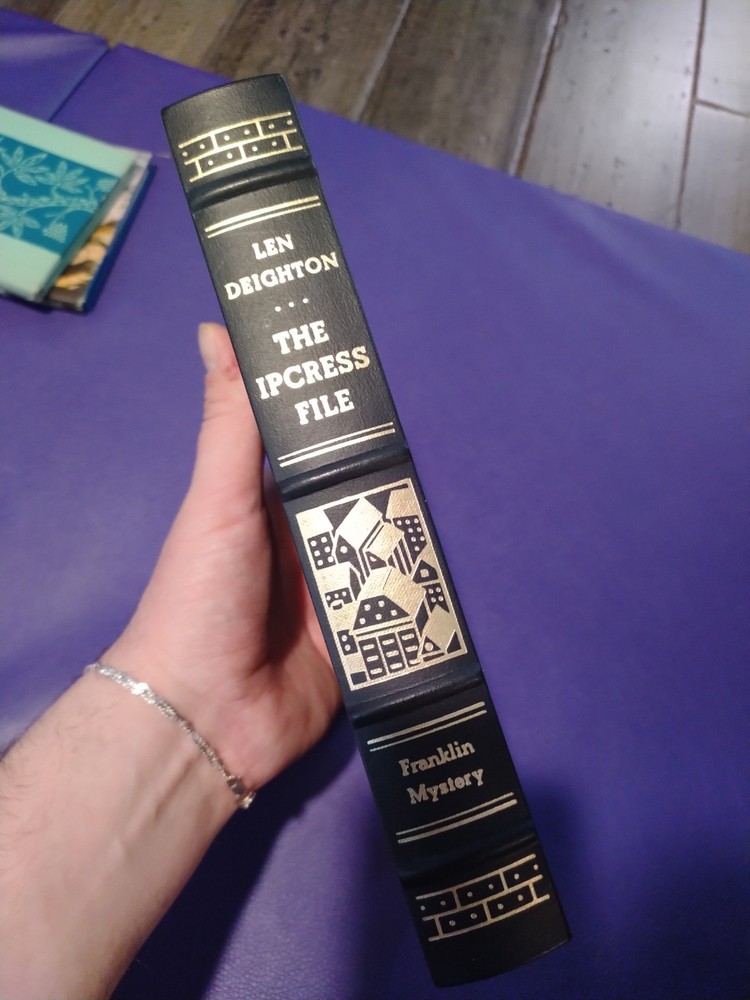 LEN
DEIGHTON
...
THE
IPCRESS
FILE
Franklin
Mystery